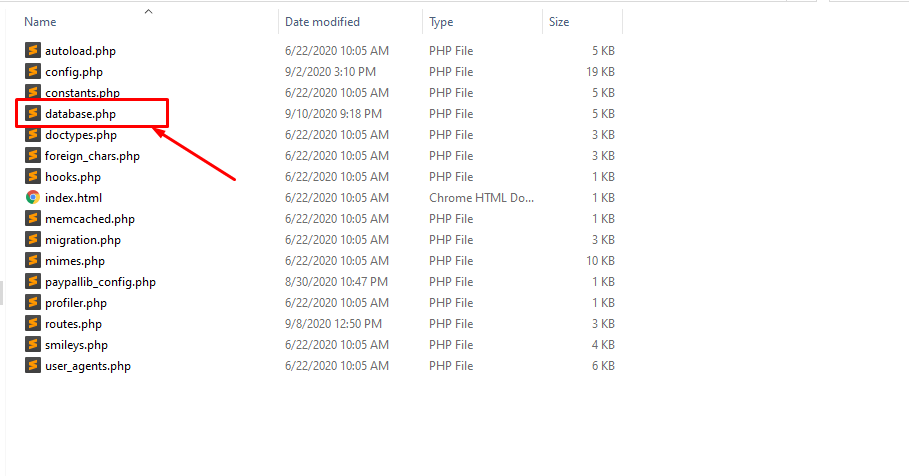 Name Date modified Type Size
autoload.php 6/22/2020 10:05 AM PHP File 5 KB
config.php 9/2/2020 3:10 PM PHP File 19 KB
constants.php 6/22/2020 10:05 AM PHP File 5 KB
database.php 9/10/2020 9:18 PM PHP File 5 KB
doctypes.php 6/22/2020 10:05 AM PHP File 3 KB
foreign_chars.php 6/22/2020 10:05 AM PHP File 3 KB
hooks.php 6/22/2020 10:05 AM PHP File 1 KB
index.html 6/22/2020 10:05 AM Chrome HTML Do... 1 KB
memcached.php 6/22/2020 10:05 AM PHP File 1 KB
migration.php 6/22/2020 10:05 AM PHP File 3 KB
mimes.php 6/22/2020 10:05 AM PHP File 10 KB
paypallib_config.php 8/30/2020 10:47 PM PHP File 1 KB
profiler.php 6/22/2020 10:05 AM PHP File 1 KB
routes.php 9/8/2020 12:50 PM PHP File 3 KB
smileys.php 6/22/2020 10:05 AM PHP File 4 KB
user_agents.php 6/22/2020 10:05 AM PHP File 6 KB